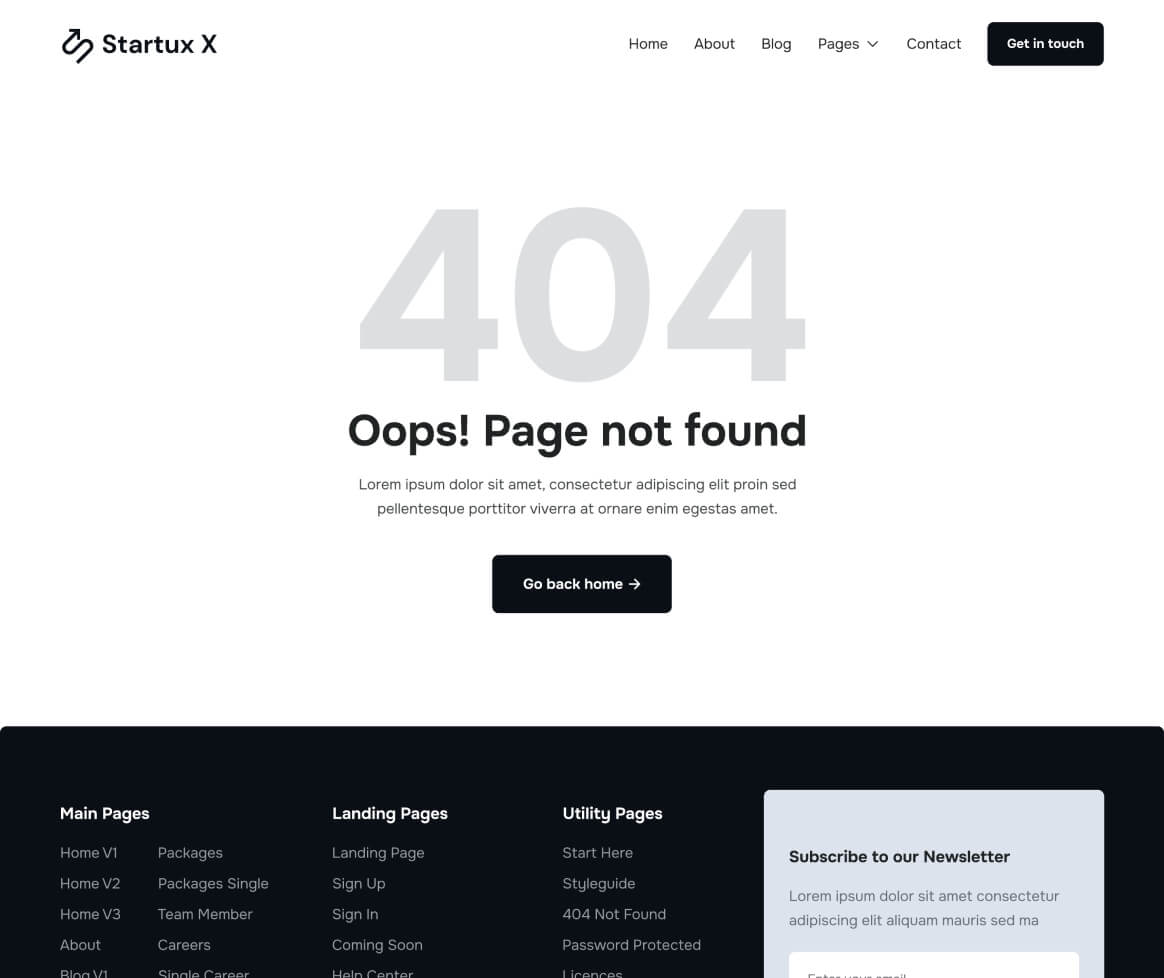 Startux X
Home About Blog Pages Contact Get in touch
404
Oops! Page not found
Lorem ipsum dolor sit amet, consectetur adipiscing elit proin sed
pellentesque porttitor viverra at ornare enim egestas amet.
Go back home →
Main Pages
Home V1
Home V2
Home V3
About
Blog V1
Packages
Packages Single
Team Member
Careers
Single Career
Landing Pages
Landing Page
Sign Up
Sign In
Coming Soon
Help Center
Utility Pages
Start Here
Styleguide
404 Not Found
Password Protected
Licences
Subscribe to our Newsletter
Lorem ipsum dolor sit amet consectetur
adipiscing elit aliquam mauris sed ma
Enter your email